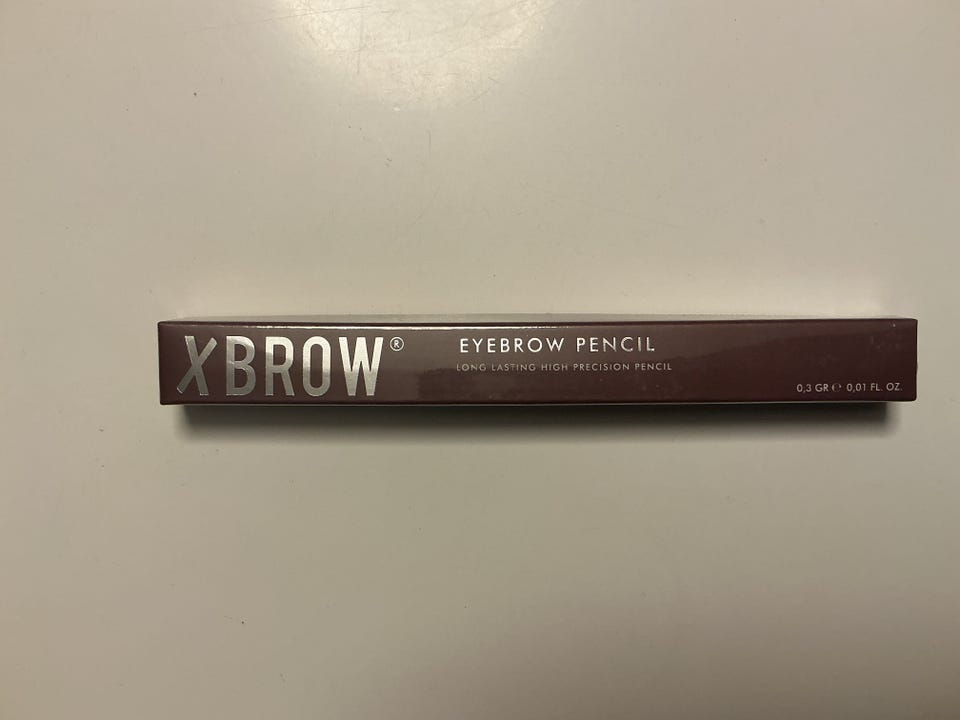 XBROW®
EYEBROW PENCIL
LONG LASTING HIGH PRECISION PENCIL
0,3 GR ℮ 0,01 FL. OZ.